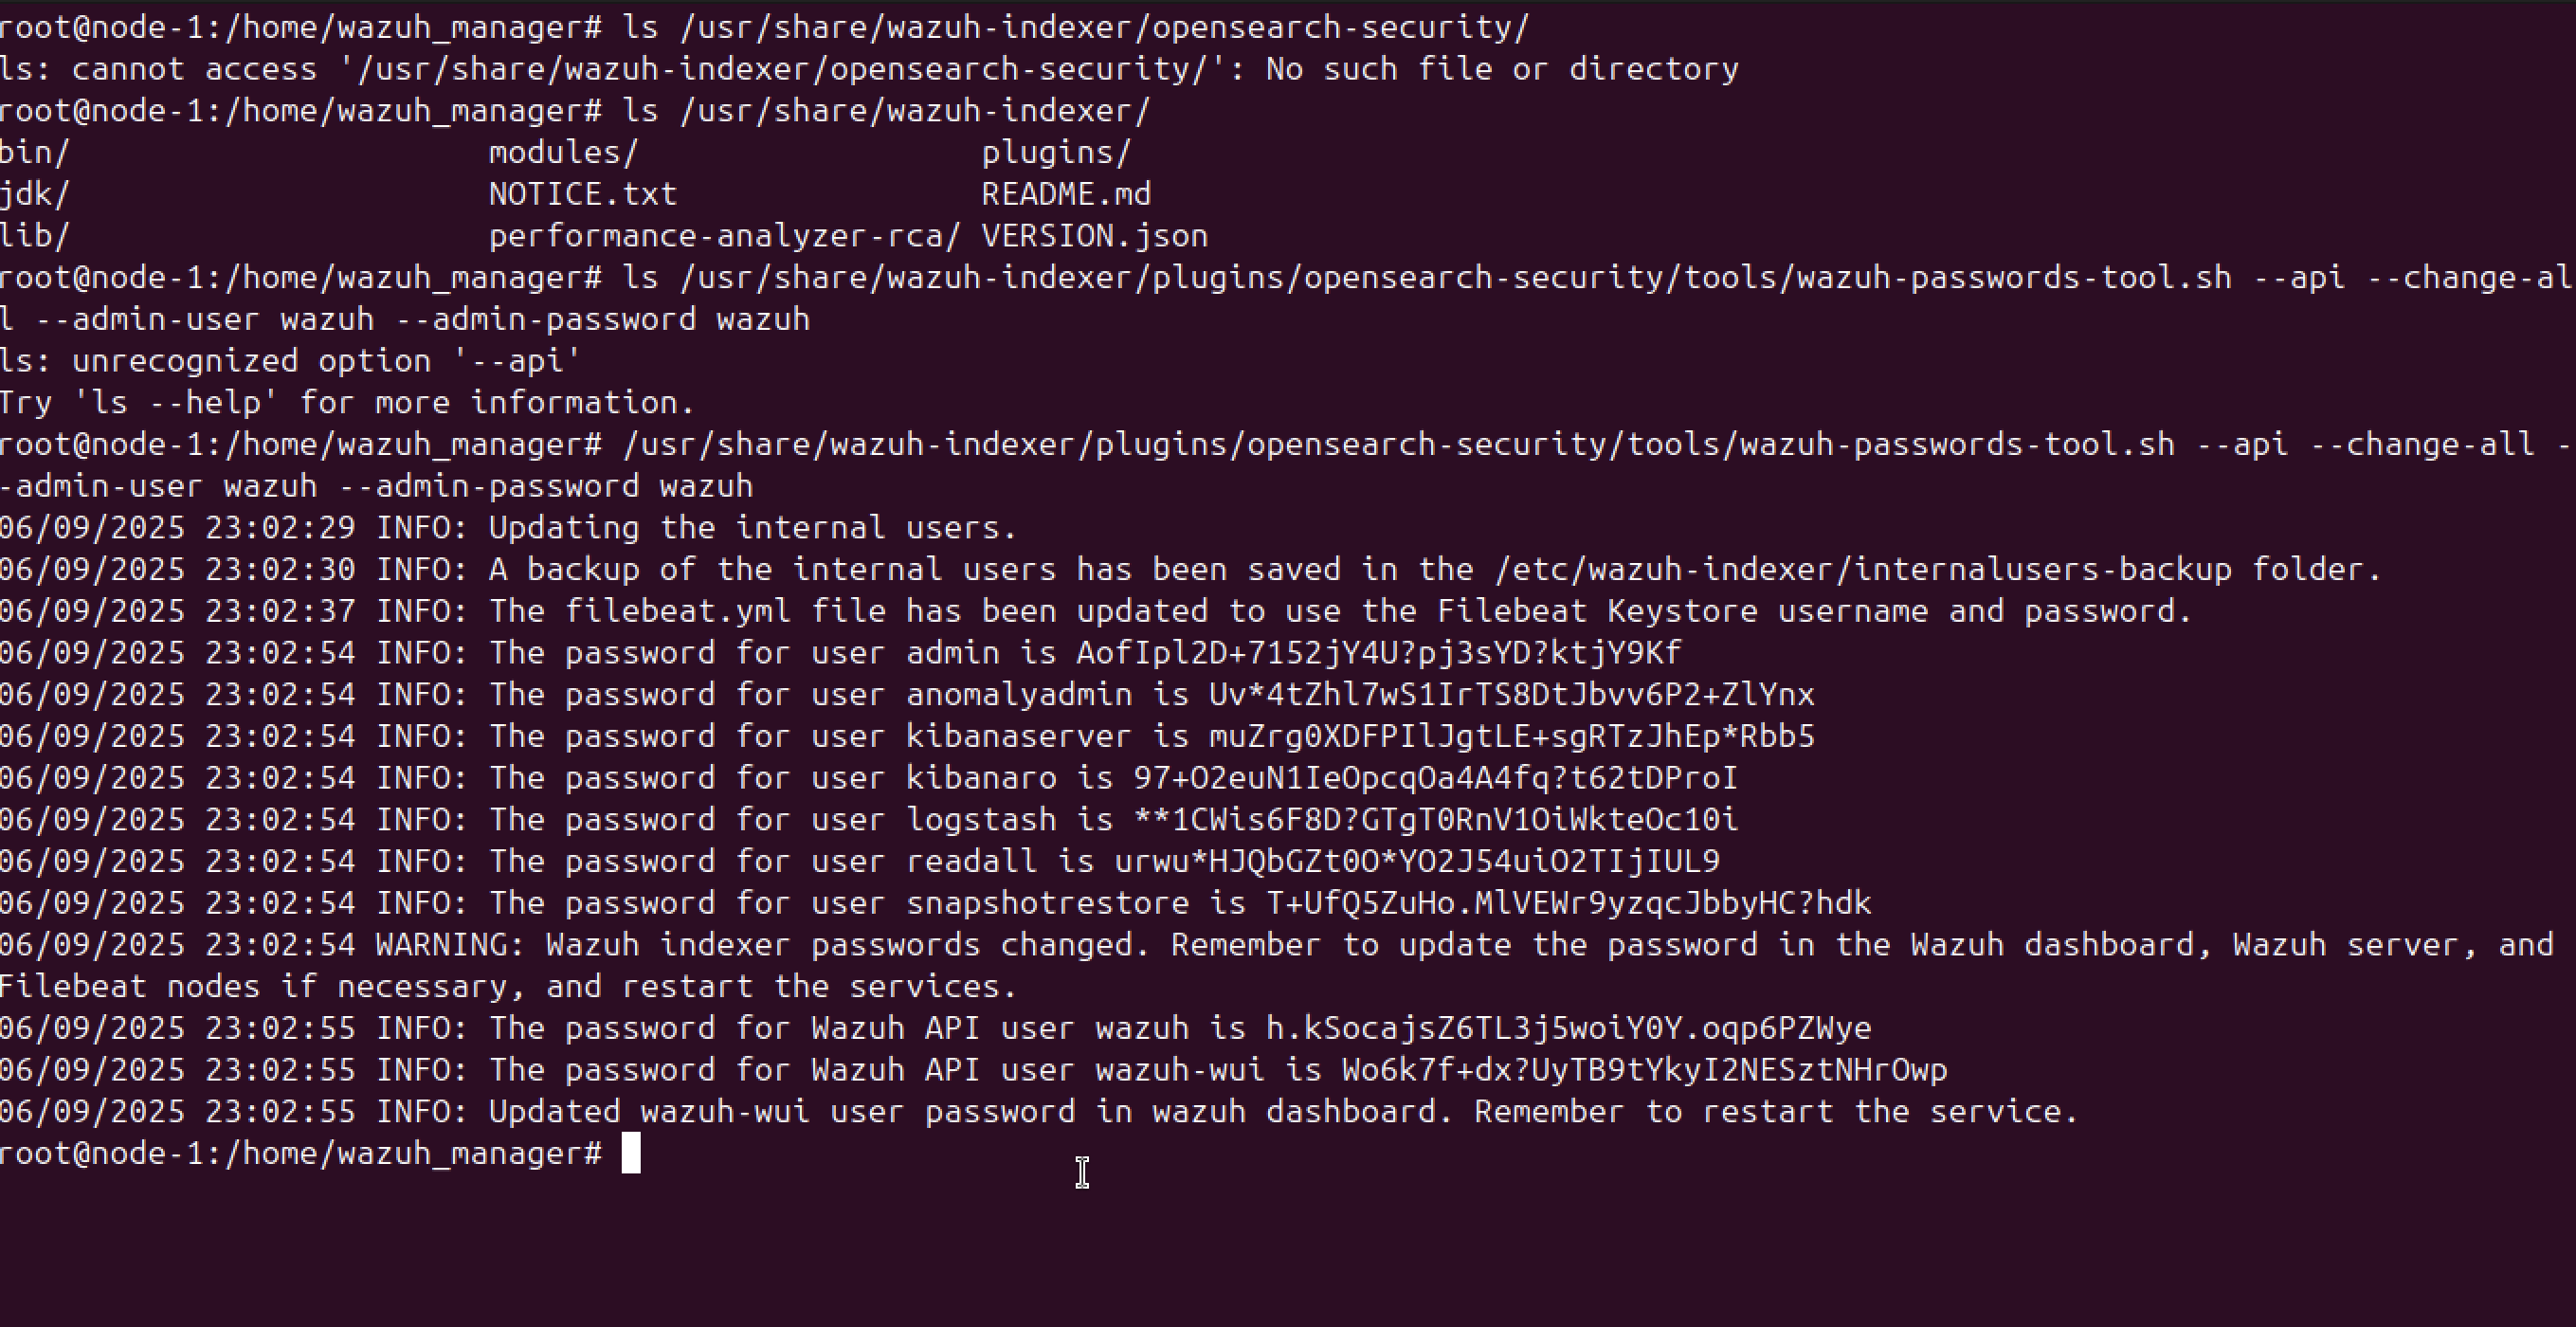 root@node-1:/home/wazuh_manager# ls /usr/share/wazuh-indexer/opensearch-security/
ls: cannot access '/usr/share/wazuh-indexer/opensearch-security/': No such file or directory
root@node-1:/home/wazuh_manager# ls /usr/share/wazuh-indexer/
bin/ modules/ plugins/
jdk/ NOTICE.txt README.md
lib/ performance-analyzer-rca/ VERSION.json
root@node-1:/home/wazuh_manager# ls /usr/share/wazuh-indexer/plugins/opensearch-security/tools/wazuh-passwords-tool.sh --api --change-al
l --admin-user wazuh --admin-password wazuh
ls: unrecognized option '--api'
Try 'ls --help' for more information.
root@node-1:/home/wazuh_manager# /usr/share/wazuh-indexer/plugins/opensearch-security/tools/wazuh-passwords-tool.sh --api --change-all -
-admin-user wazuh --admin-password wazuh
06/09/2025 23:02:29 INFO: Updating the internal users.
06/09/2025 23:02:30 INFO: A backup of the internal users has been saved in the /etc/wazuh-indexer/internalusers-backup folder.
06/09/2025 23:02:37 INFO: The filebeat.yml file has been updated to use the Filebeat Keystore username and password.
06/09/2025 23:02:54 INFO: The password for user admin is AofIpl2D+7152jY4U?pj3sYD?ktjY9Kf
06/09/2025 23:02:54 INFO: The password for user anomalyadmin is Uv*4tZhl7wS1IrTS8DtJbvv6P2+ZlYnx
06/09/2025 23:02:54 INFO: The password for user kibanaserver is muZrg0XDFPIlJgtLE+sgRTzJhEp*Rbb5
06/09/2025 23:02:54 INFO: The password for user kibanaro is 97+O2euN1IeOpcqOa4A4fq?t62tDProI
06/09/2025 23:02:54 INFO: The password for user logstash is **1CWis6F8D?GTgT0RnV1OiWkteOc10i
06/09/2025 23:02:54 INFO: The password for user readall is urwu*HJQbGZt0O*YO2J54uiO2TIjIUL9
06/09/2025 23:02:54 INFO: The password for user snapshotrestore is T+UfQ5ZuHo.MlVEWr9yzqcJbbyHC?hdk
06/09/2025 23:02:54 WARNING: Wazuh indexer passwords changed. Remember to update the password in the Wazuh dashboard, Wazuh server, and
Filebeat nodes if necessary, and restart the services.
06/09/2025 23:02:55 INFO: The password for Wazuh API user wazuh is h.kSocajsZ6TL3j5woiY0Y.oqp6PZWye
06/09/2025 23:02:55 INFO: The password for Wazuh API user wazuh-wui is Wo6k7f+dx?UyTB9tYkyI2NESztNHrOwp
06/09/2025 23:02:55 INFO: Updated wazuh-wui user password in wazuh dashboard. Remember to restart the service.
root@node-1:/home/wazuh_manager#